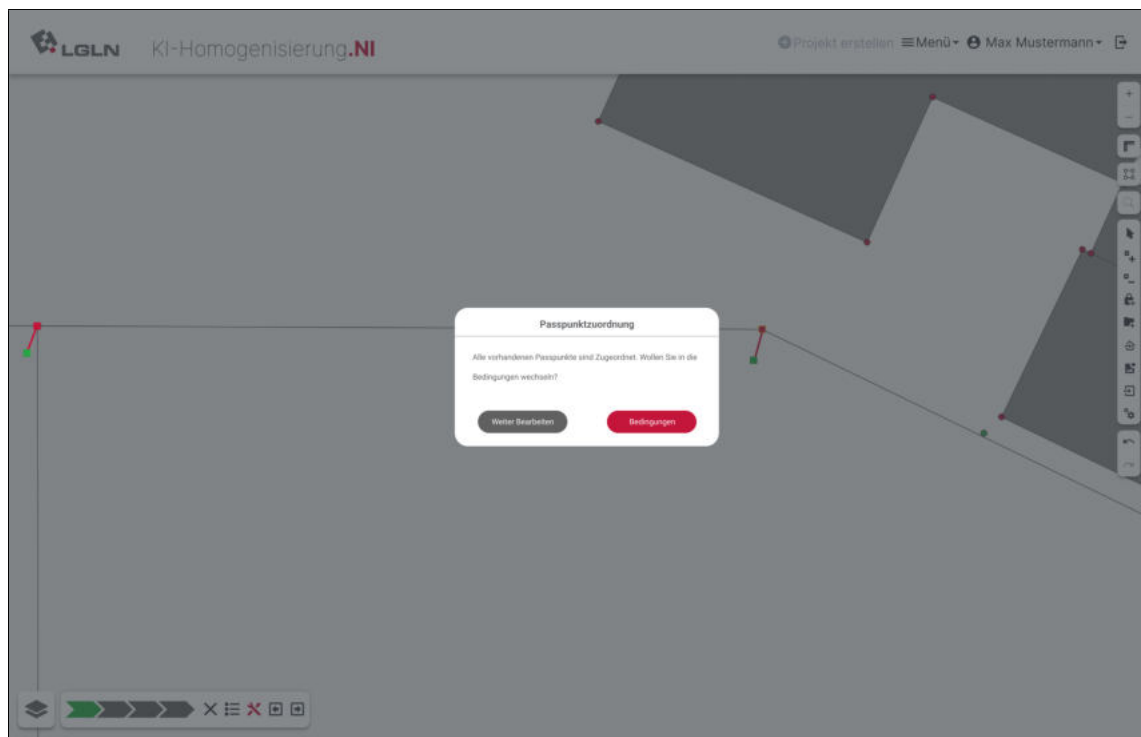 LGLN KI-Homogenisierung.NI Projekt erstellen Menü Max Mustermann
Passpunktzuordnung
Alle vorhandenen Passpunkte sind Zugeordnet. Wollen Sie in die
Bedingungen wechseln?
Weiter Bearbeiten Bedingungen